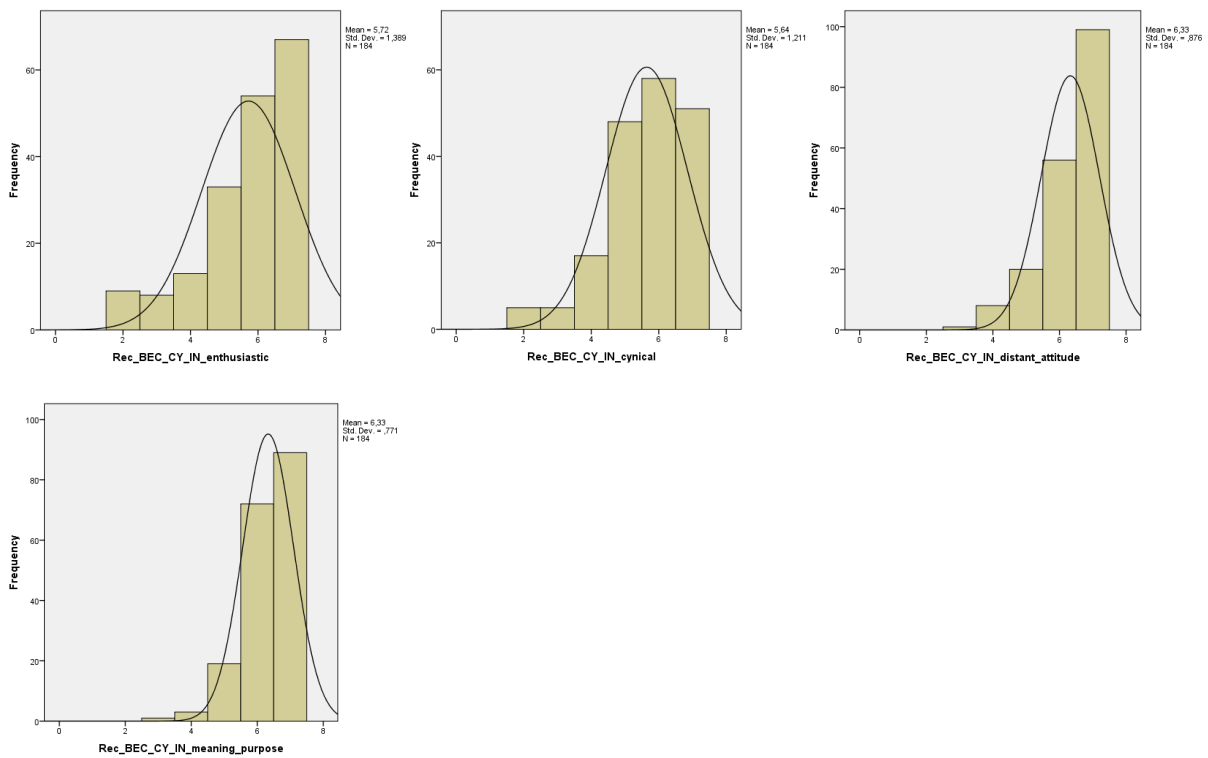 Mean = 5,72
Std. Dev. = 1,389
N = 184
Frequency
60
40
20
0
0 2 4 6 8
Rec_BEC_CY_IN_enthusiastic
Mean = 5,64
Std. Dev. = 1,211
N = 184
Frequency
60
40
20
0
0 2 4 6 8
Rec_BEC_CY_IN_cynical
Mean = 6,33
Std. Dev. = ,876
N = 184
Frequency
100
80
60
40
20
0
0 2 4 6 8
Rec_BEC_CY_IN_distant_attitude
Mean = 6,33
Std. Dev. = ,771
N = 184
Frequency
100
80
60
40
20
0
0 2 4 6 8
Rec_BEC_CY_IN_meaning_purpose